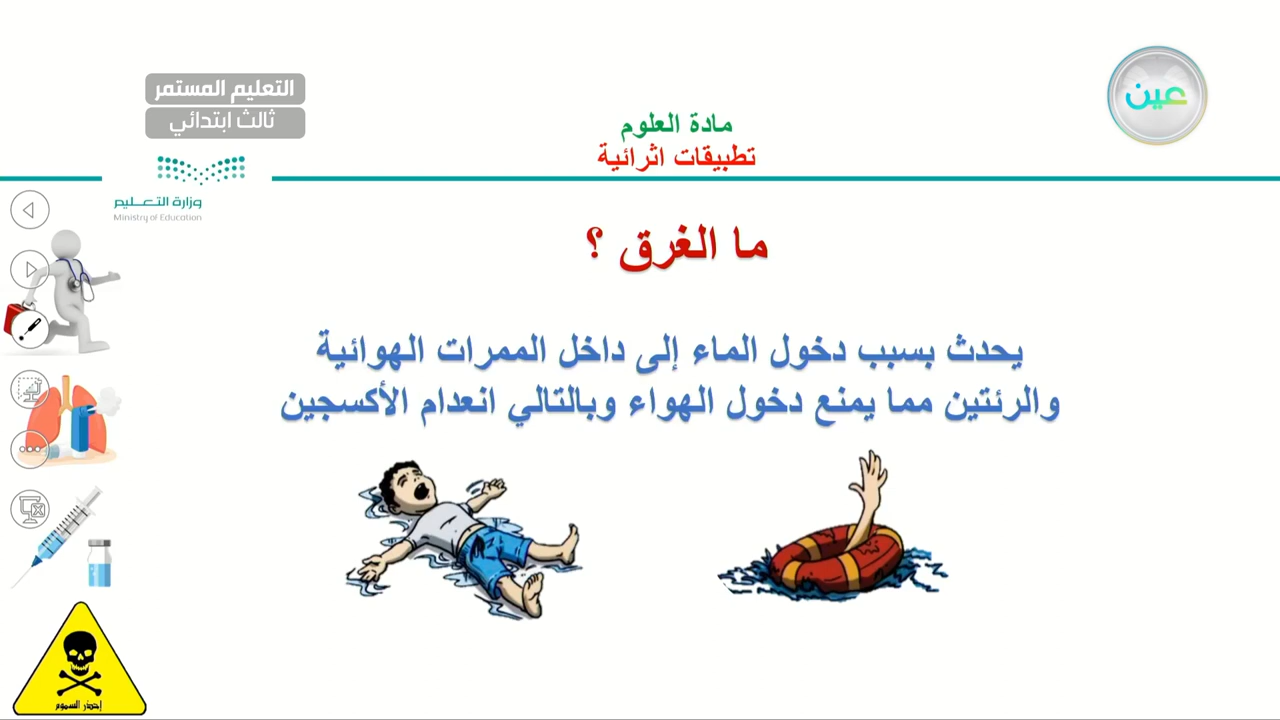 التعليم المستمر
ثالث ابتدائي
عين
مادة العلوم
تطبيقات اثرائية
وزارة التعـــليم
Ministry of Education
ما الغرق ؟
يحدث بسبب دخول الماء إلى داخل الممرات الهوائية
والرئتين مما يمنع دخول الهواء وبالتالي انعدام الأكسجين
إحذر السموم